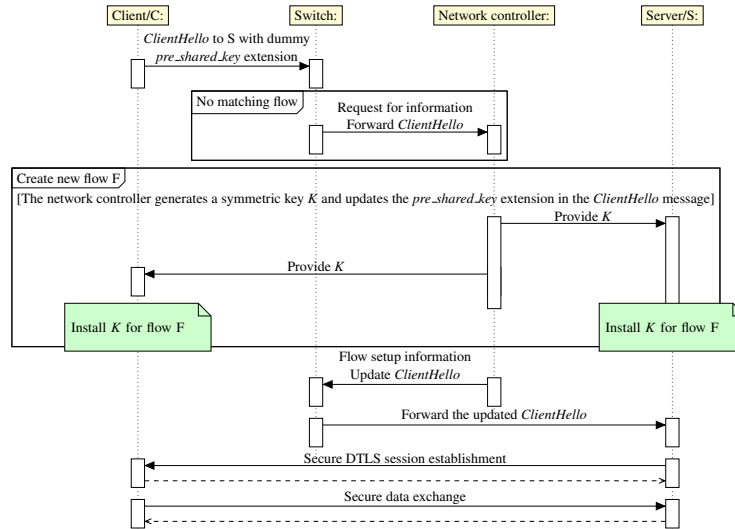 Client/C:
Switch:
Network controller:
Server/S:
ClientHello to S with dummy
pre_shared_key extension
No matching flow
Request for information
Forward ClientHello
Create new flow F
[The network controller generates a symmetric key K and updates the pre_shared_key extension in the ClientHello message]
Provide K
Provide K
Install K for flow F
Install K for flow F
Flow setup information
Update ClientHello
Forward the updated ClientHello
Secure DTLS session establishment
Secure data exchange